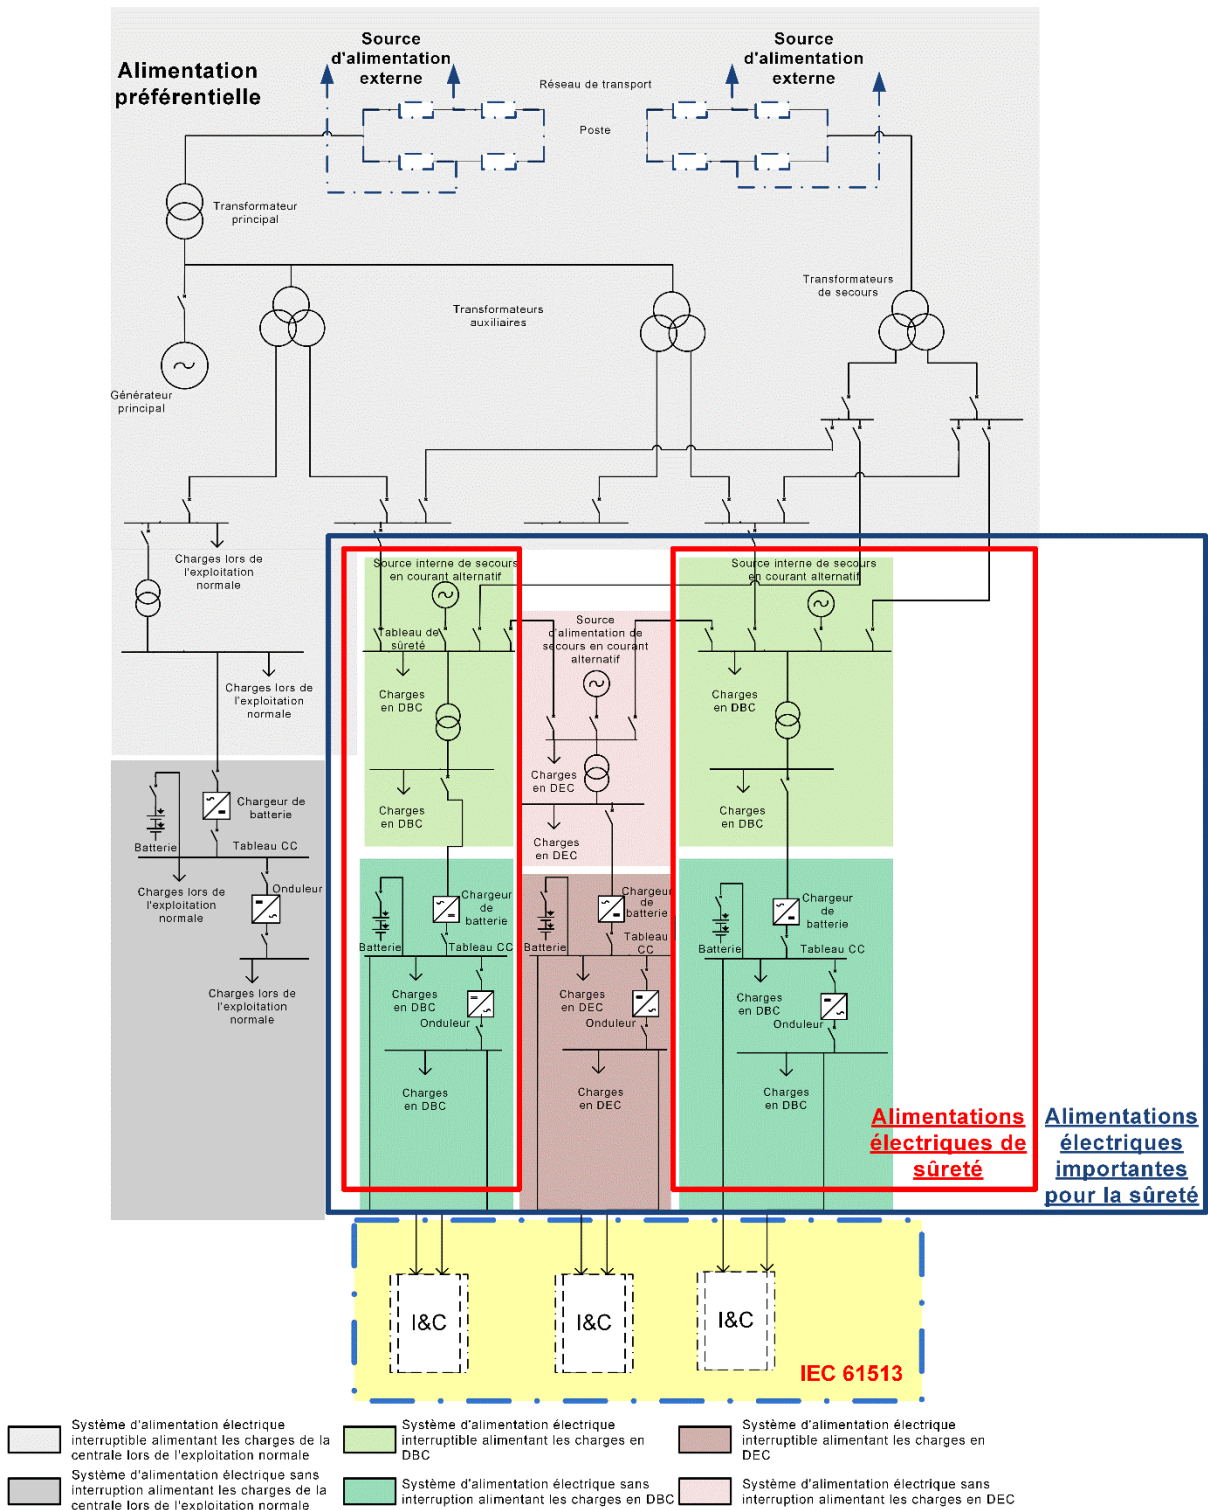 Alimentation
préférentielle
Source
d'alimentation
externe
Réseau de transport
Source
d'alimentation
externe
Poste
Transformateur
principal
Transformateurs
auxiliaires
Transformateurs
de secours
Générateur
principal
Charges lors de
l'exploitation
normale
Charges lors de
l'exploitation
normale
Source interne de secours
en courant alternatif
Tableau de
sûreté
Charges
en DBC
Charges
en DBC
Source
d'alimentation de
secours en courant
alternatif
Charges
en DEC
Charges
en DEC
Source interne de secours
en courant alternatif
Charges
en DBC
Charges
en DBC
Chargeur de
batterie
Batterie
Tableau CC
Charges lors de
l'exploitation
normale
Onduleur
Charges lors de
l'exploitation
normale
Chargeur
de
batterie
Batterie
Tableau CC
Charges
en DBC
Onduleur
Charges
en DBC
Chargeur
de
batterie
Batterie
Tableau
CC
Charges
en DEC
Onduleur
Charges
en DEC
Chargeur
de
batterie
Batterie
Tableau CC
Charges
en DBC
Onduleur
Charges
en DBC
Alimentations
électriques de
sûreté
Alimentations
électriques
importantes
pour la sûreté
I&C
I&C
I&C
IEC 61513
Système d'alimentation électrique
interruptible alimentant les charges de la
centrale lors de l'exploitation normale
Système d'alimentation électrique sans
interruption alimentant les charges de la
centrale lors de l'exploitation normale
Système d'alimentation électrique
interruptible alimentant les charges en
DBC
Système d'alimentation électrique sans
interruption alimentant les charges en DBC
Système d'alimentation électrique
interruptible alimentant les charges en
DEC
Système d'alimentation électrique sans
interruption alimentant les charges en DEC